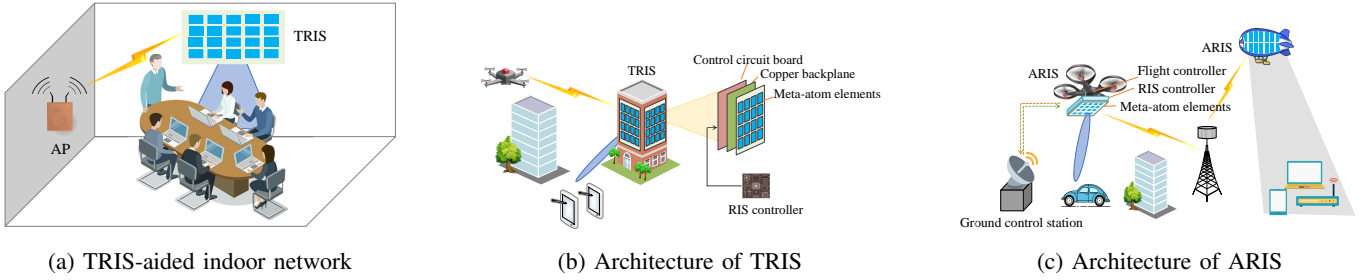 TRIS
AP
(a) TRIS-aided indoor network
TRIS
Control circuit board
Copper backplane
Meta-atom elements
RIS controller
(b) Architecture of TRIS
ARIS
ARIS
Flight controller
RIS controller
Meta-atom elements
Ground control station
(c) Architecture of ARIS